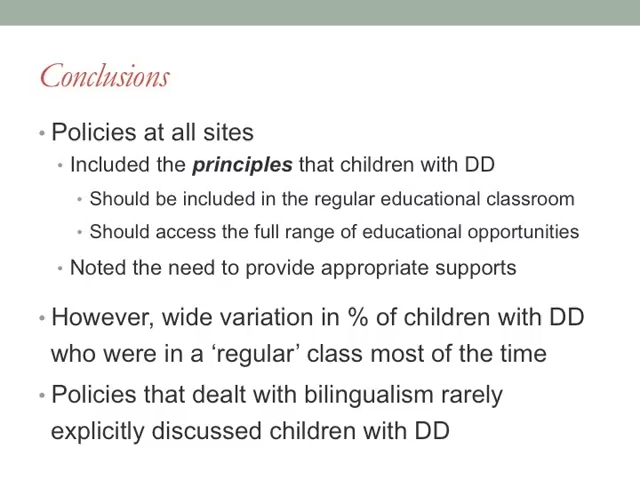 Conclusions
• Policies at all sites
• Included the principles that children with DD
• Should be included in the regular educational classroom
• Should access the full range of educational opportunities
• Noted the need to provide appropriate supports
• However, wide variation in % of children with DD
who were in a ‘regular’ class most of the time
• Policies that dealt with bilingualism rarely
explicitly discussed children with DD